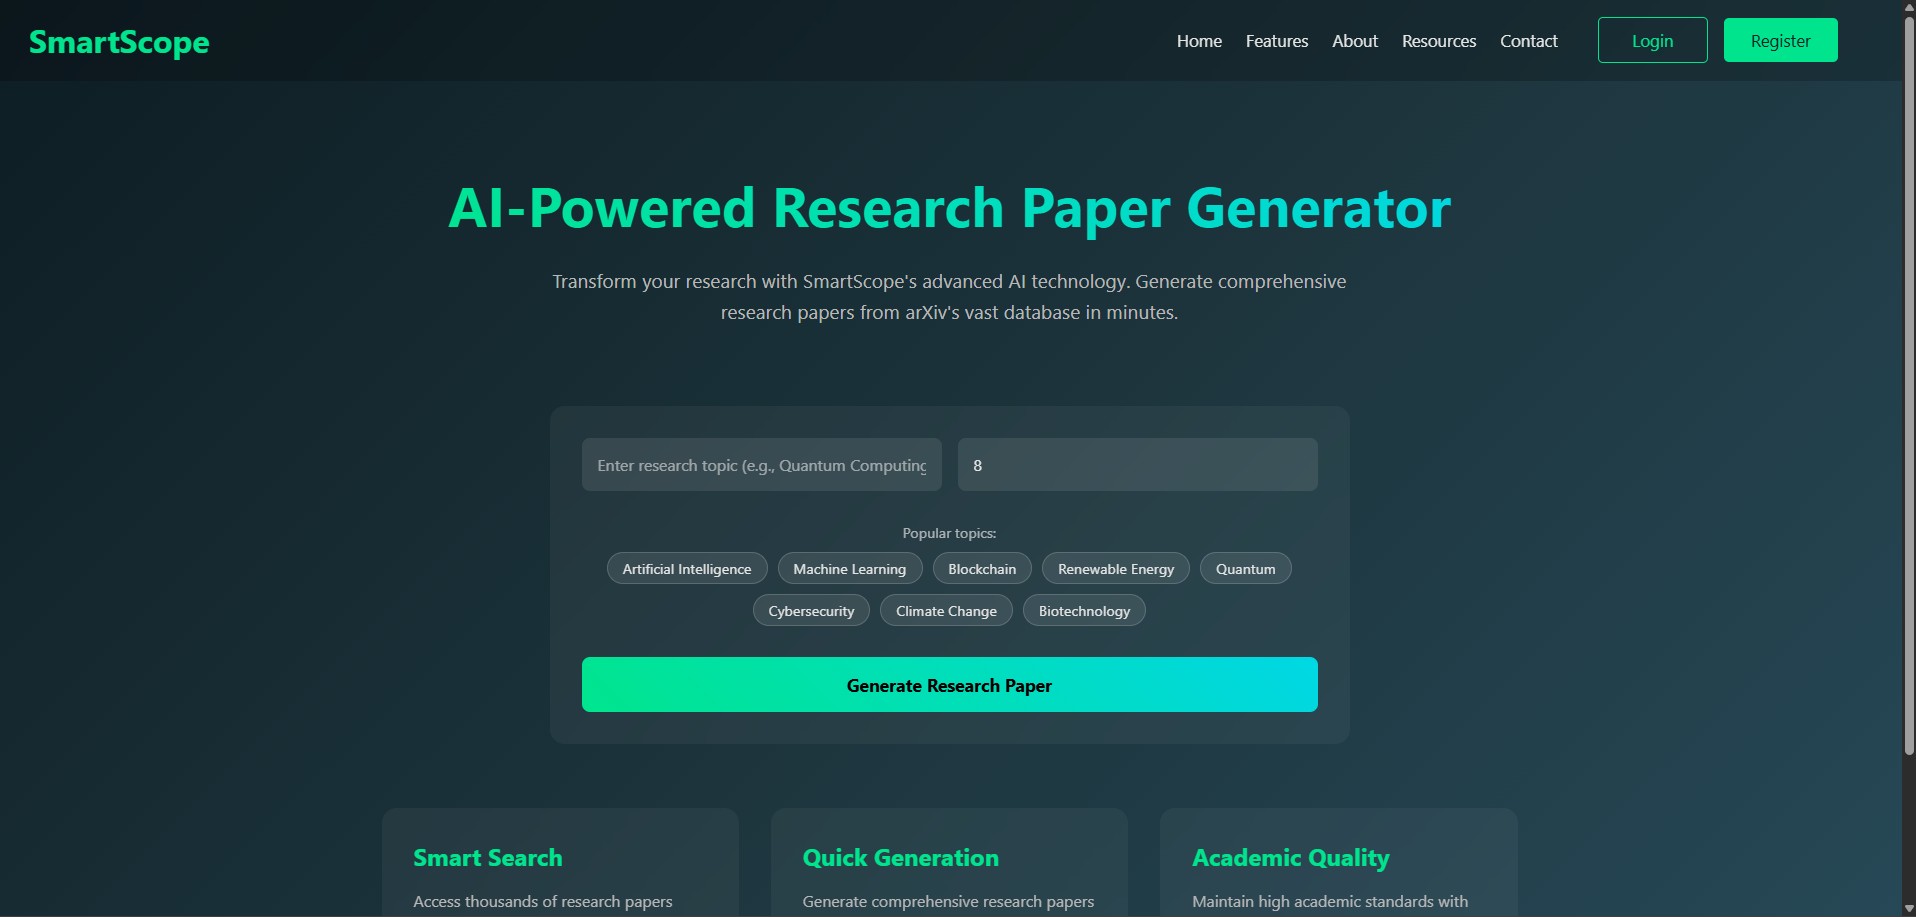 SmartScope
Home Features About Resources Contact Login Register
AI-Powered Research Paper Generator
Transform your research with SmartScope's advanced AI technology. Generate comprehensive
research papers from arXiv's vast database in minutes.
Enter research topic (e.g., Quantum Computing
8
Popular topics:
Artificial Intelligence Machine Learning Blockchain Renewable Energy Quantum
Cybersecurity Climate Change Biotechnology
Generate Research Paper
Smart Search
Access thousands of research papers
Quick Generation
Generate comprehensive research papers
Academic Quality
Maintain high academic standards with